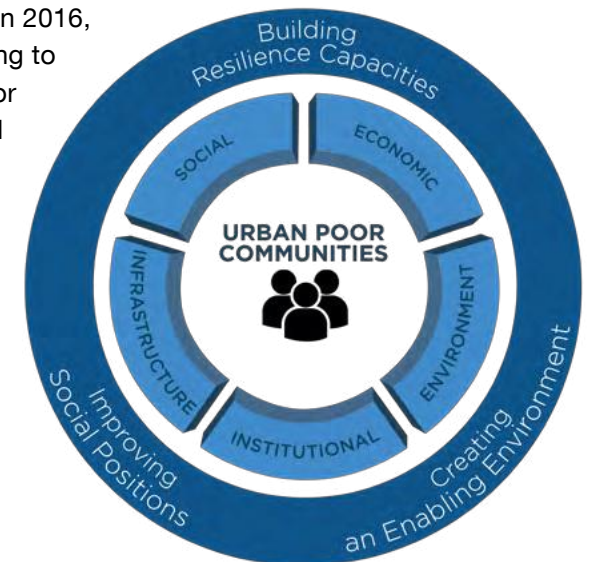 n 2016,
ng to
or
Building
Resilience Capacities
SOCIAL
ECONOMIC
URBAN POOR
COMMUNITIES
INFRASTRUCTURE
ENVIRONMENT
INSTITUTIONAL
Improving
Social Positions
Creating
an Enabling Environment